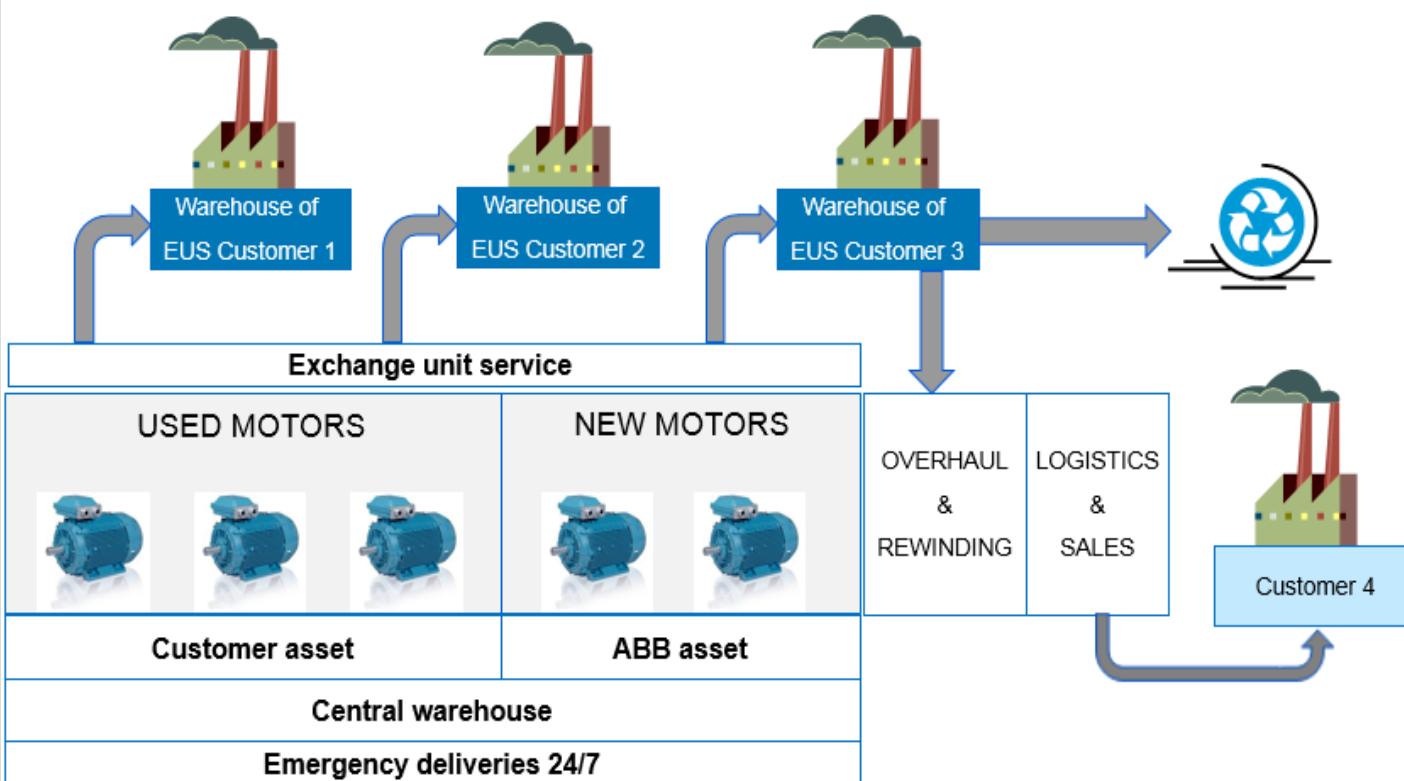 Warehouse of
EUS Customer 1
Warehouse of
EUS Customer 2
Warehouse of
EUS Customer 3
Exchange unit service
USED MOTORS
NEW MOTORS
OVERHAUL
&
REWINDING
LOGISTICS
&
SALES
Customer 4
Customer asset
ABB asset
Central warehouse
Emergency deliveries 24/7